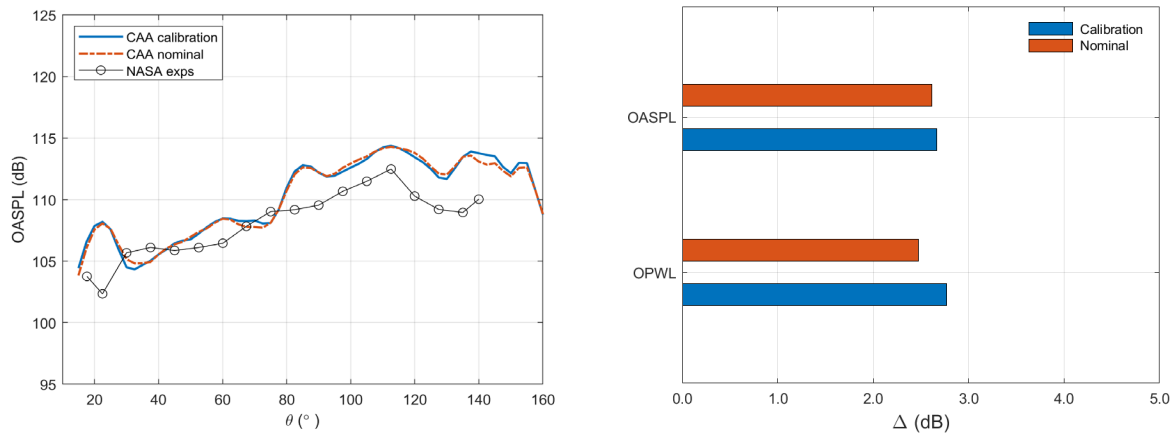 125
120
115
110
105
100
95
OASPL (dB)
CAA calibration
CAA nominal
NASA exps
20 40 60 80 100 120 140 160
θ (°)
Calibration
Nominal
OASPL
OPWL
0.0 1.0 2.0 3.0 4.0 5.0
Δ (dB)